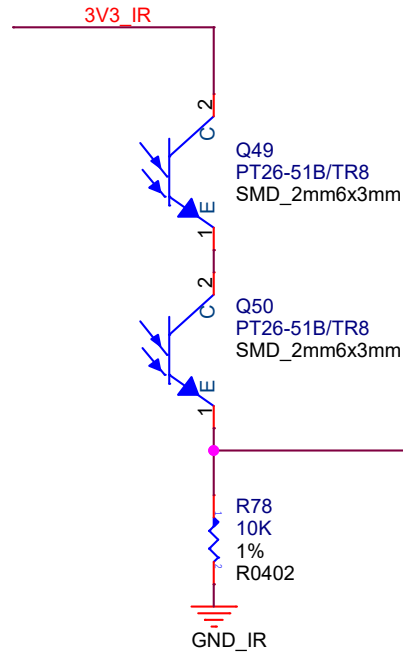 3V3_IR
2
C
Q49
PT26-51B/TR8
SMD_2mm6x3mm
E
1
2
C
Q50
PT26-51B/TR8
SMD_2mm6x3mm
E
1
1
R78
10K
1%
R0402
2
GND_IR